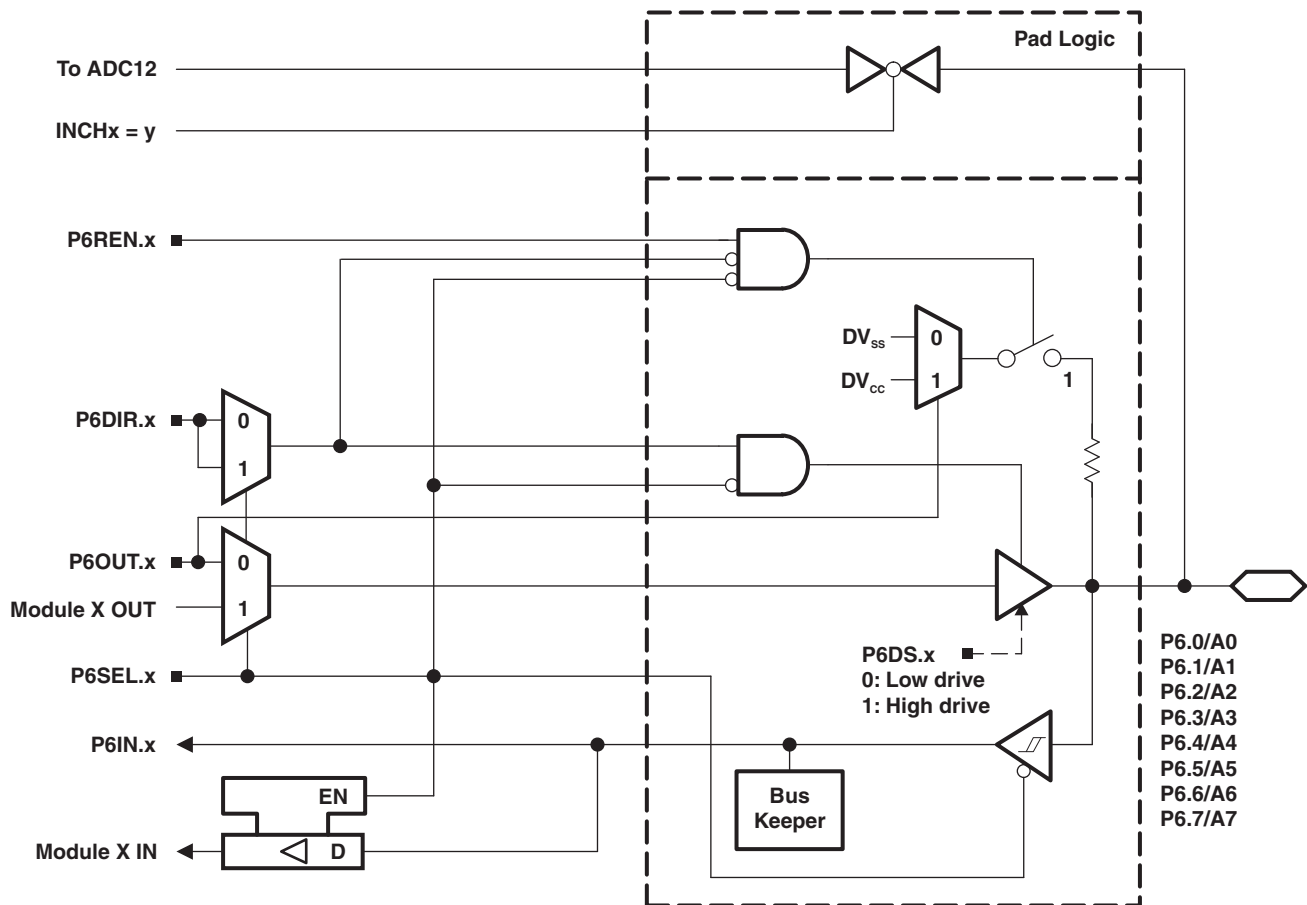 Pad Logic
To ADC12
INCHx = y
P6REN.x
DVSS
0
DVCC
1
1
P6DIR.x
0
1
P6OUT.x
0
Module X OUT
1
P6SEL.x
P6DS.x
0: Low drive
1: High drive
P6.0/A0
P6.1/A1
P6.2/A2
P6.3/A3
P6.4/A4
P6.5/A5
P6.6/A6
P6.7/A7
P6IN.x
Bus
Keeper
EN
D
Module X IN